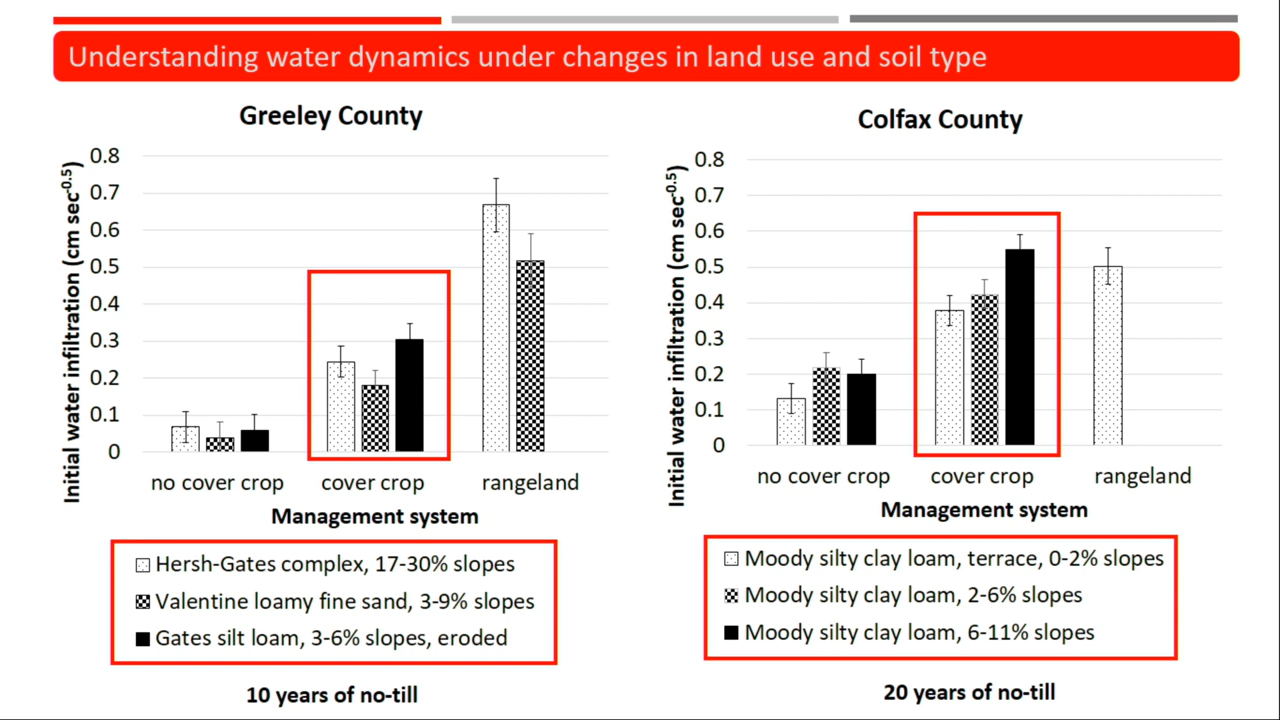 Understanding water dynamics under changes in land use and soil type
Greeley County
Initial water infiltration (cm sec-0.5)
0.8
0.7
0.6
0.5
0.4
0.3
0.2
0.1
0
no cover crop
cover crop
rangeland
Management system
Hersh-Gates complex, 17-30% slopes
Valentine loamy fine sand, 3-9% slopes
Gates silt loam, 3-6% slopes, eroded
10 years of no-till
Colfax County
Initial water infiltration (cm sec-0.5)
0.8
0.7
0.6
0.5
0.4
0.3
0.2
0.1
0
no cover crop
cover crop
rangeland
Management system
Moody silty clay loam, terrace, 0-2% slopes
Moody silty clay loam, 2-6% slopes
Moody silty clay loam, 6-11% slopes
20 years of no-till